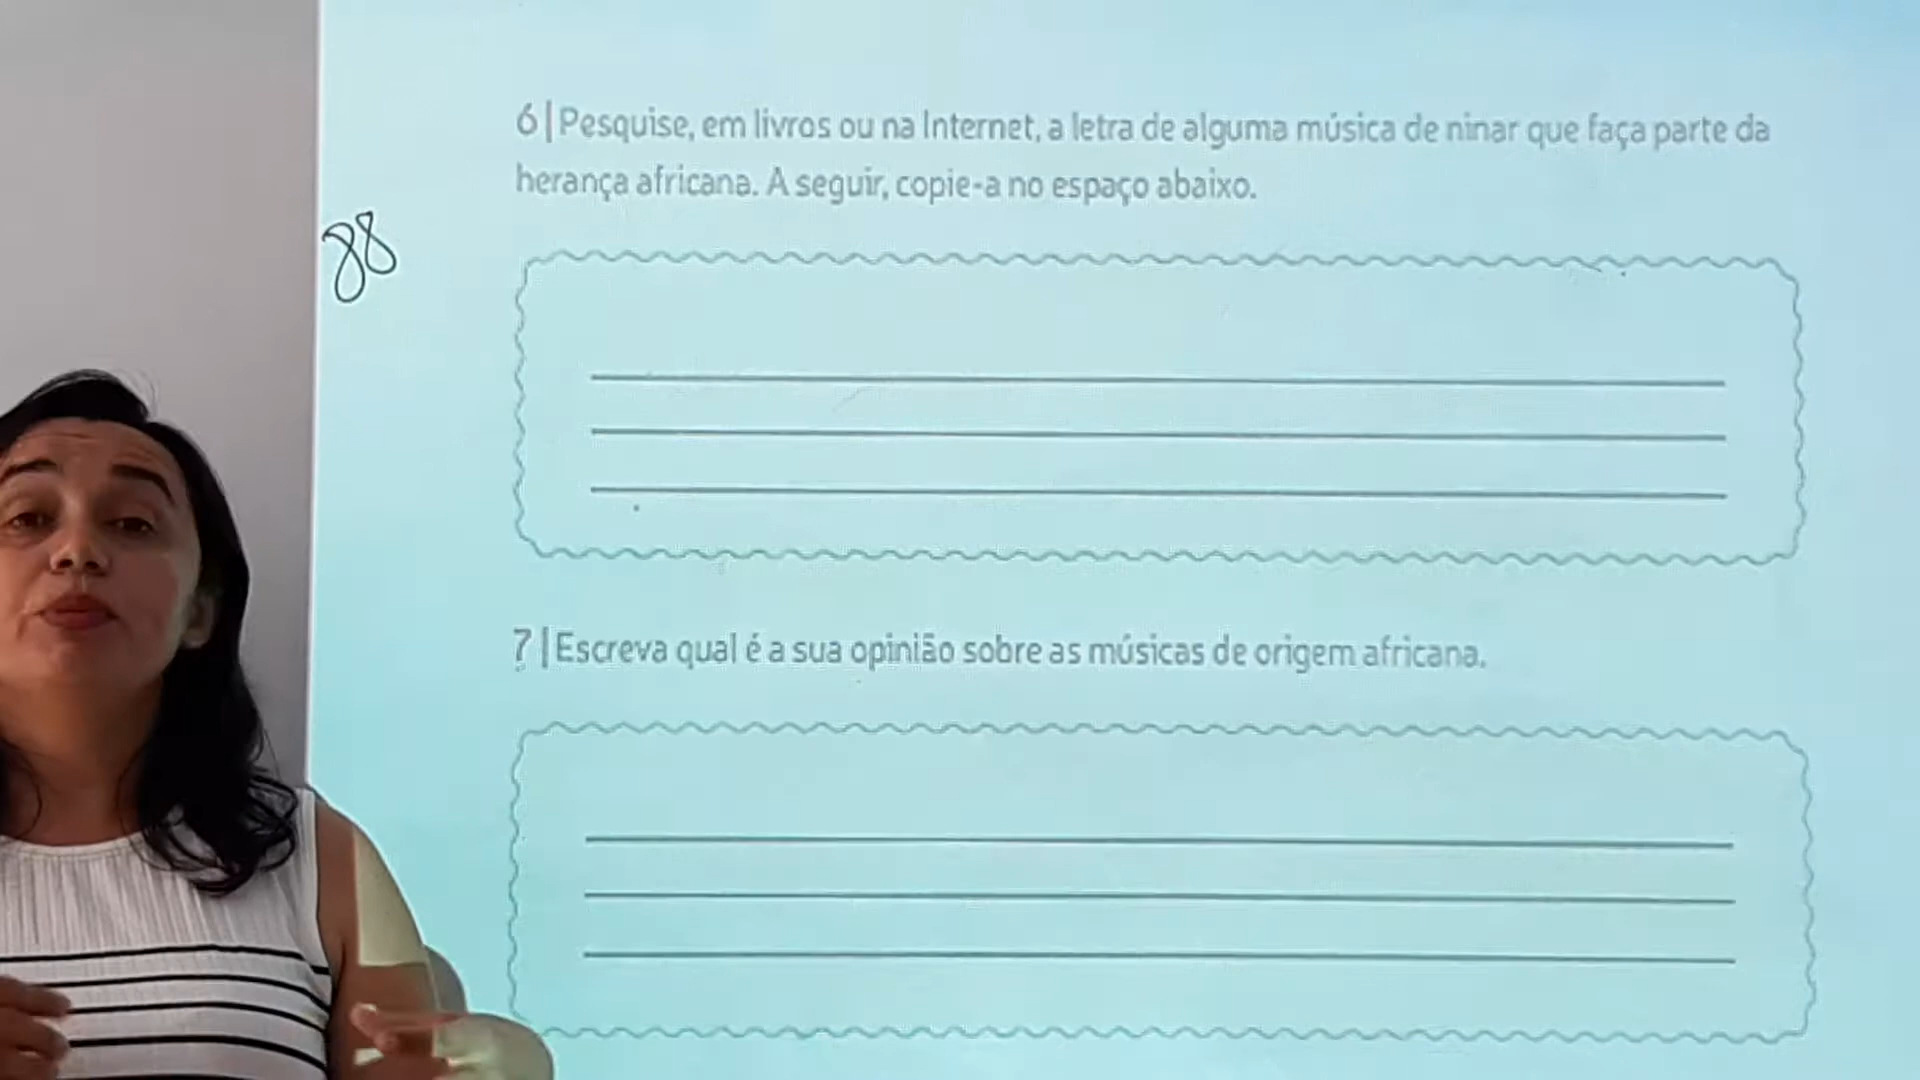 6| Pesquise, em livros ou na Internet, a letra de alguma música de ninar que faça parte da
herança africana. A seguir, copie-a no espaço abaixo.
88
7| Escreva qual é a sua opinião sobre as músicas de origem africana.